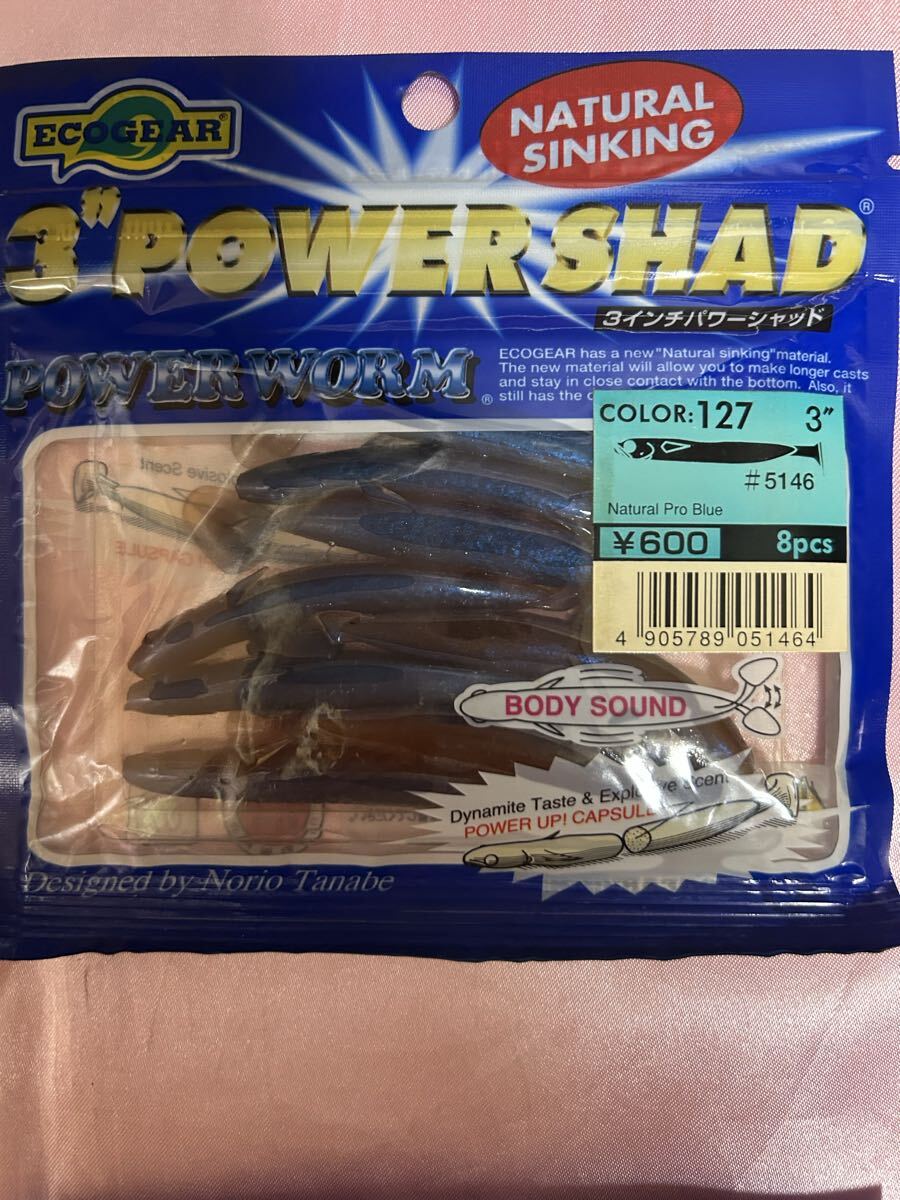 ECOGEAR®
NATURAL
SINKING
3"POWER SHAD®
3インチパワーシャッド
POWER WORM®
ECOGEAR has a new "Natural sinking" material.
The new material will allow you to make longer casts
and stay in close contact with the bottom. Also, it
still has the
COLOR: 127 3"
#5146
Natural Pro Blue
¥600 8pcs
4 905789 051464
BODY SOUND
Dynamite Taste & Explosive Scent
POWER UP! CAPSULE
Designed by Norio Tanabe